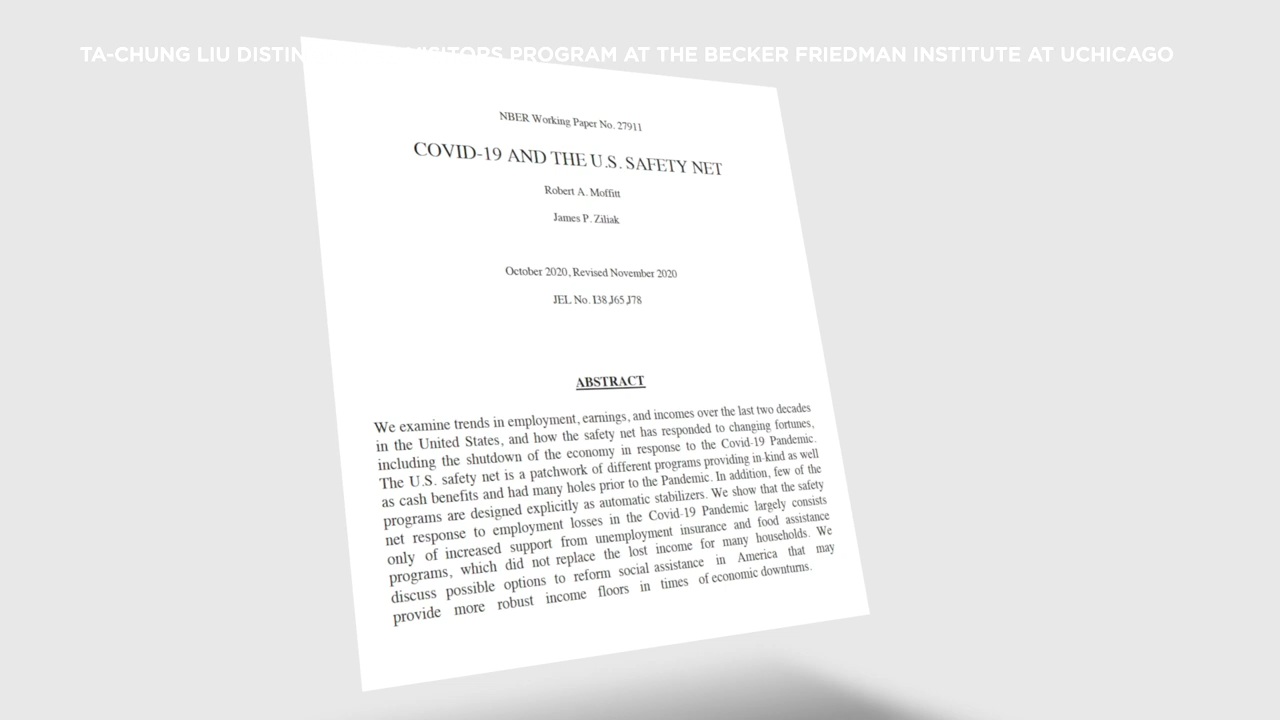 TA-CHUNG LIU DISTIN ISITORS PROGRAM AT THE BECKER FRIEDMAN INSTITUTE AT UCHICAGO
NBER Working Paper No. 27911
COVID-19 AND THE U.S. SAFETY NET
Robert A. Moffitt
James P. Ziliak
October 2020, Revised November 2020
JEL No. I38,J65,J78
ABSTRACT
We examine trends in employment, earnings, and incomes over the last two decades
in the United States, and how the safety net has responded to changing fortunes,
including the shutdown of the economy in response to the Covid-19 Pandemic.
The U.S. safety net is a patchwork of different programs providing in-kind as well
as cash benefits and had many holes prior to the Pandemic. In addition, few of the
programs are designed explicitly as automatic stabilizers. We show that the safety
net response to employment losses in the Covid-19 Pandemic largely consists
only of increased support from unemployment insurance and food assistance
programs, which did not replace the lost income for many households. We
discuss possible options to reform social assistance in America that may
provide more robust income floors in times of economic downturns.